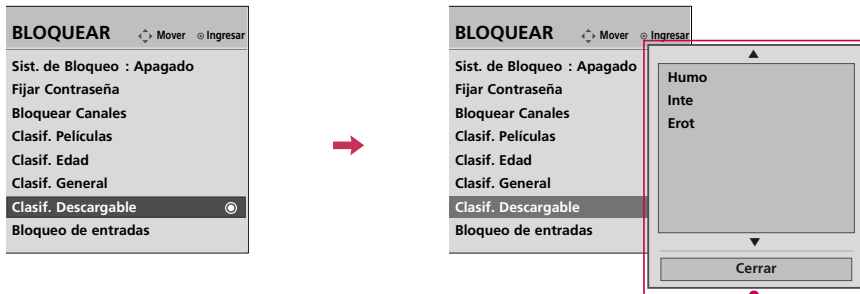 BLOQUEAR Mover Ingresar
Sist. de Bloqueo : Apagado
Fijar Contraseña
Bloquear Canales
Clasif. Películas
Clasif. Edad
Clasif. General
Clasif. Descargable
Bloqueo de entradas
BLOQUEAR Mover Ingresar
Sist. de Bloqueo : Apagado
Fijar Contraseña
Bloquear Canales
Clasif. Películas
Clasif. Edad
Clasif. General
Clasif. Descargable
Bloqueo de entradas
Humo
Inte
Erot
Cerrar